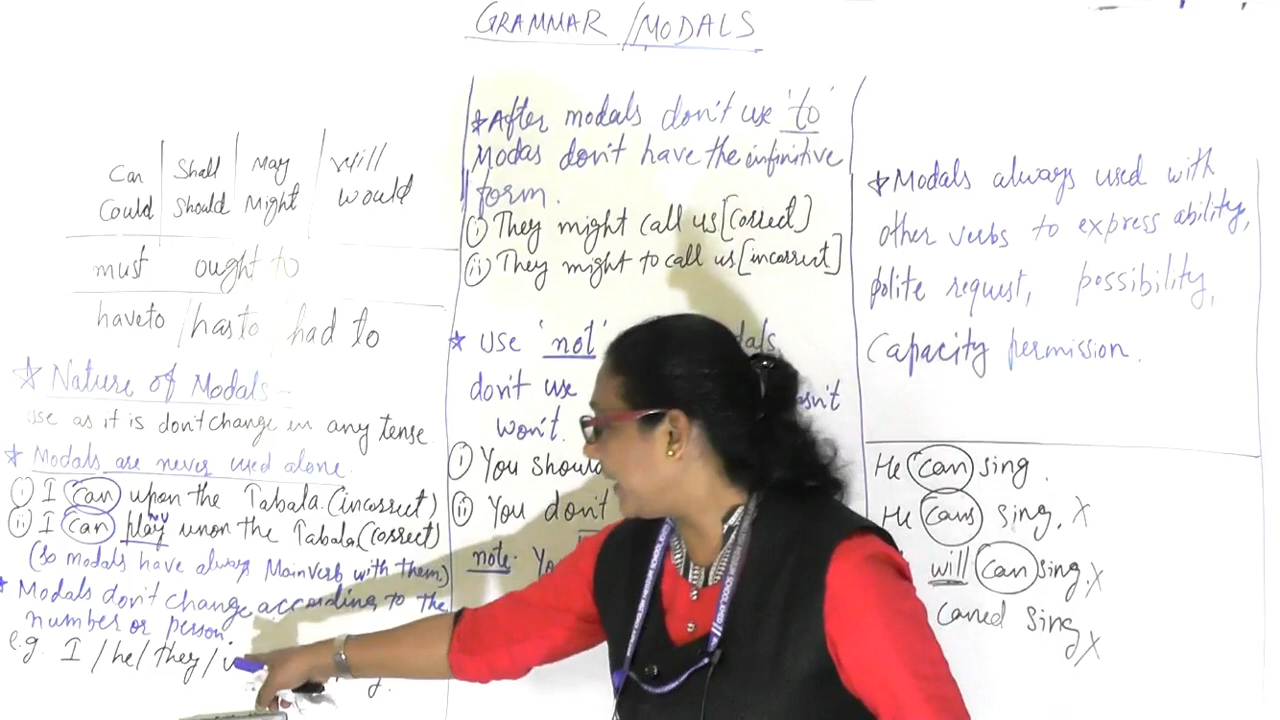 GRAMMAR / MODALS
Can | Shall | May | Will
Could | Should | Might | would
must ought to
have to / has to / had to
★ Nature of Modals -
use as it is don't change in any tense.
★ Modals are never used alone.
(i) I can upon the Tabala. (incorrect)
(ii) I can play upon the Tabala (correct)
(so modals have always Main verb with them)
★ Modals don't change according to the
number or person.
e.g. I / he / they /
★ After modals don't use 'to'
Modas don't have the infinitive
form.
(i) They might call us [correct]
(ii) They might to call us [incorrect]
★ Use 'not'
don't use
won't.
(i) You
(ii) You don't
note.
★ Modals always used with
other verbs to express ability,
polite request, possibility,
Capacity permission.
He can sing.
He cans sing. X
will can sing. X
caned sing X